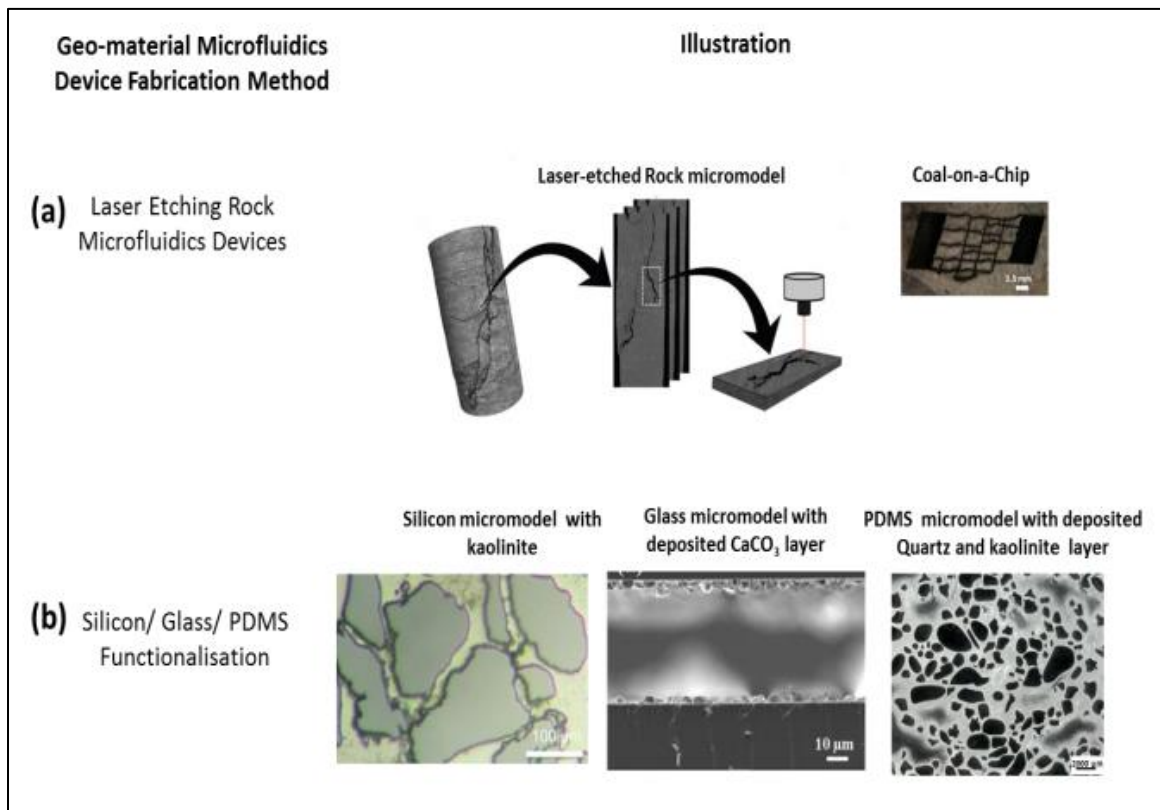 Geo-material Microfluidics
Device Fabrication Method
Illustration
(a) Laser Etching Rock
Microfluidics Devices
Laser-etched Rock micromodel
Coal-on-a-Chip
(b) Silicon/ Glass/ PDMS
Functionalisation
Silicon micromodel with
kaolinite
Glass micromodel with
deposited CaCO₃ layer
PDMS micromodel with deposited
Quartz and kaolinite layer
100 μm
10 μm